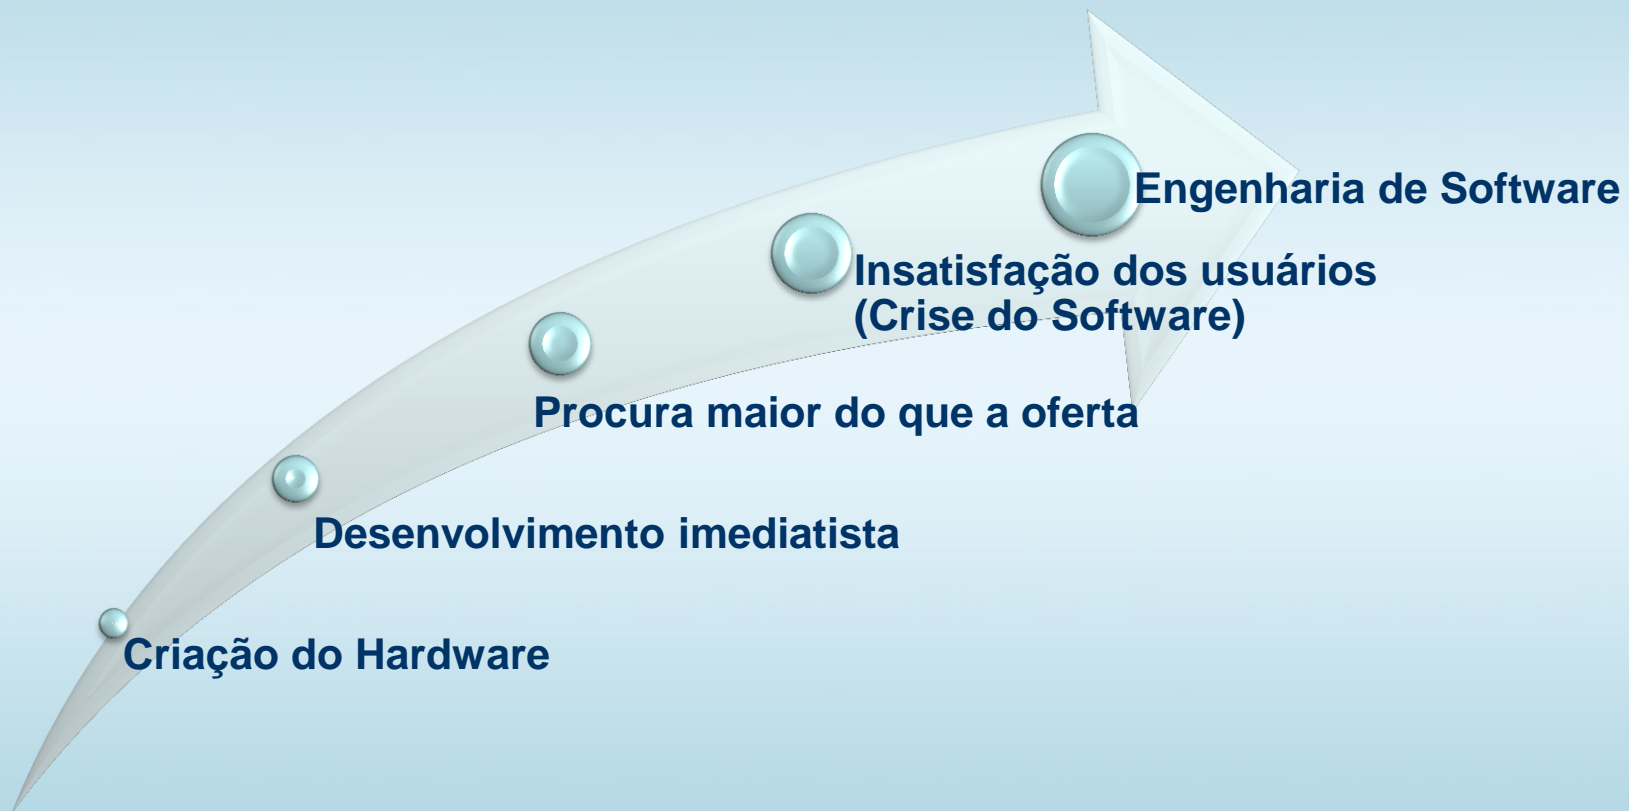 Engenharia de Software
Insatisfação dos usuários
(Crise do Software)
Procura maior do que a oferta
Desenvolvimento imediatista
Criação do Hardware